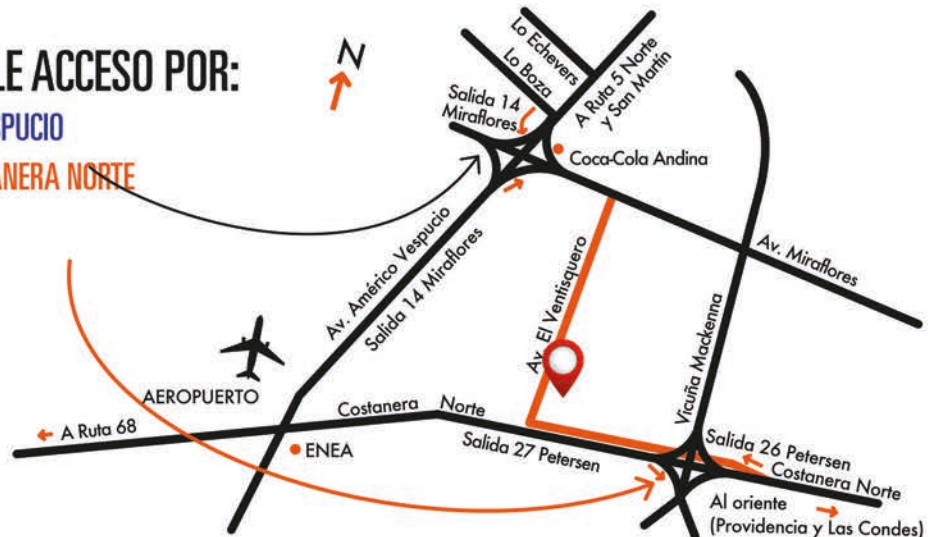 LE ACCESO POR:
SPUCIO
ANERA NORTE
N
Lo Echevers
Lo Boza
A Ruta 5 Norte
y San Martín
Salida 14
Miraflores
Coca-Cola Andina
Av. Américo Vespucio
Salida 14 Miraflores
Av. El Ventisquero
Av. Miraflores
Vicuña Mackenna
AEROPUERTO
Costanera Norte
A Ruta 68
ENEA
Salida 27 Petersen
Salida 26 Petersen
Costanera Norte
Al oriente
(Providencia y Las Condes)